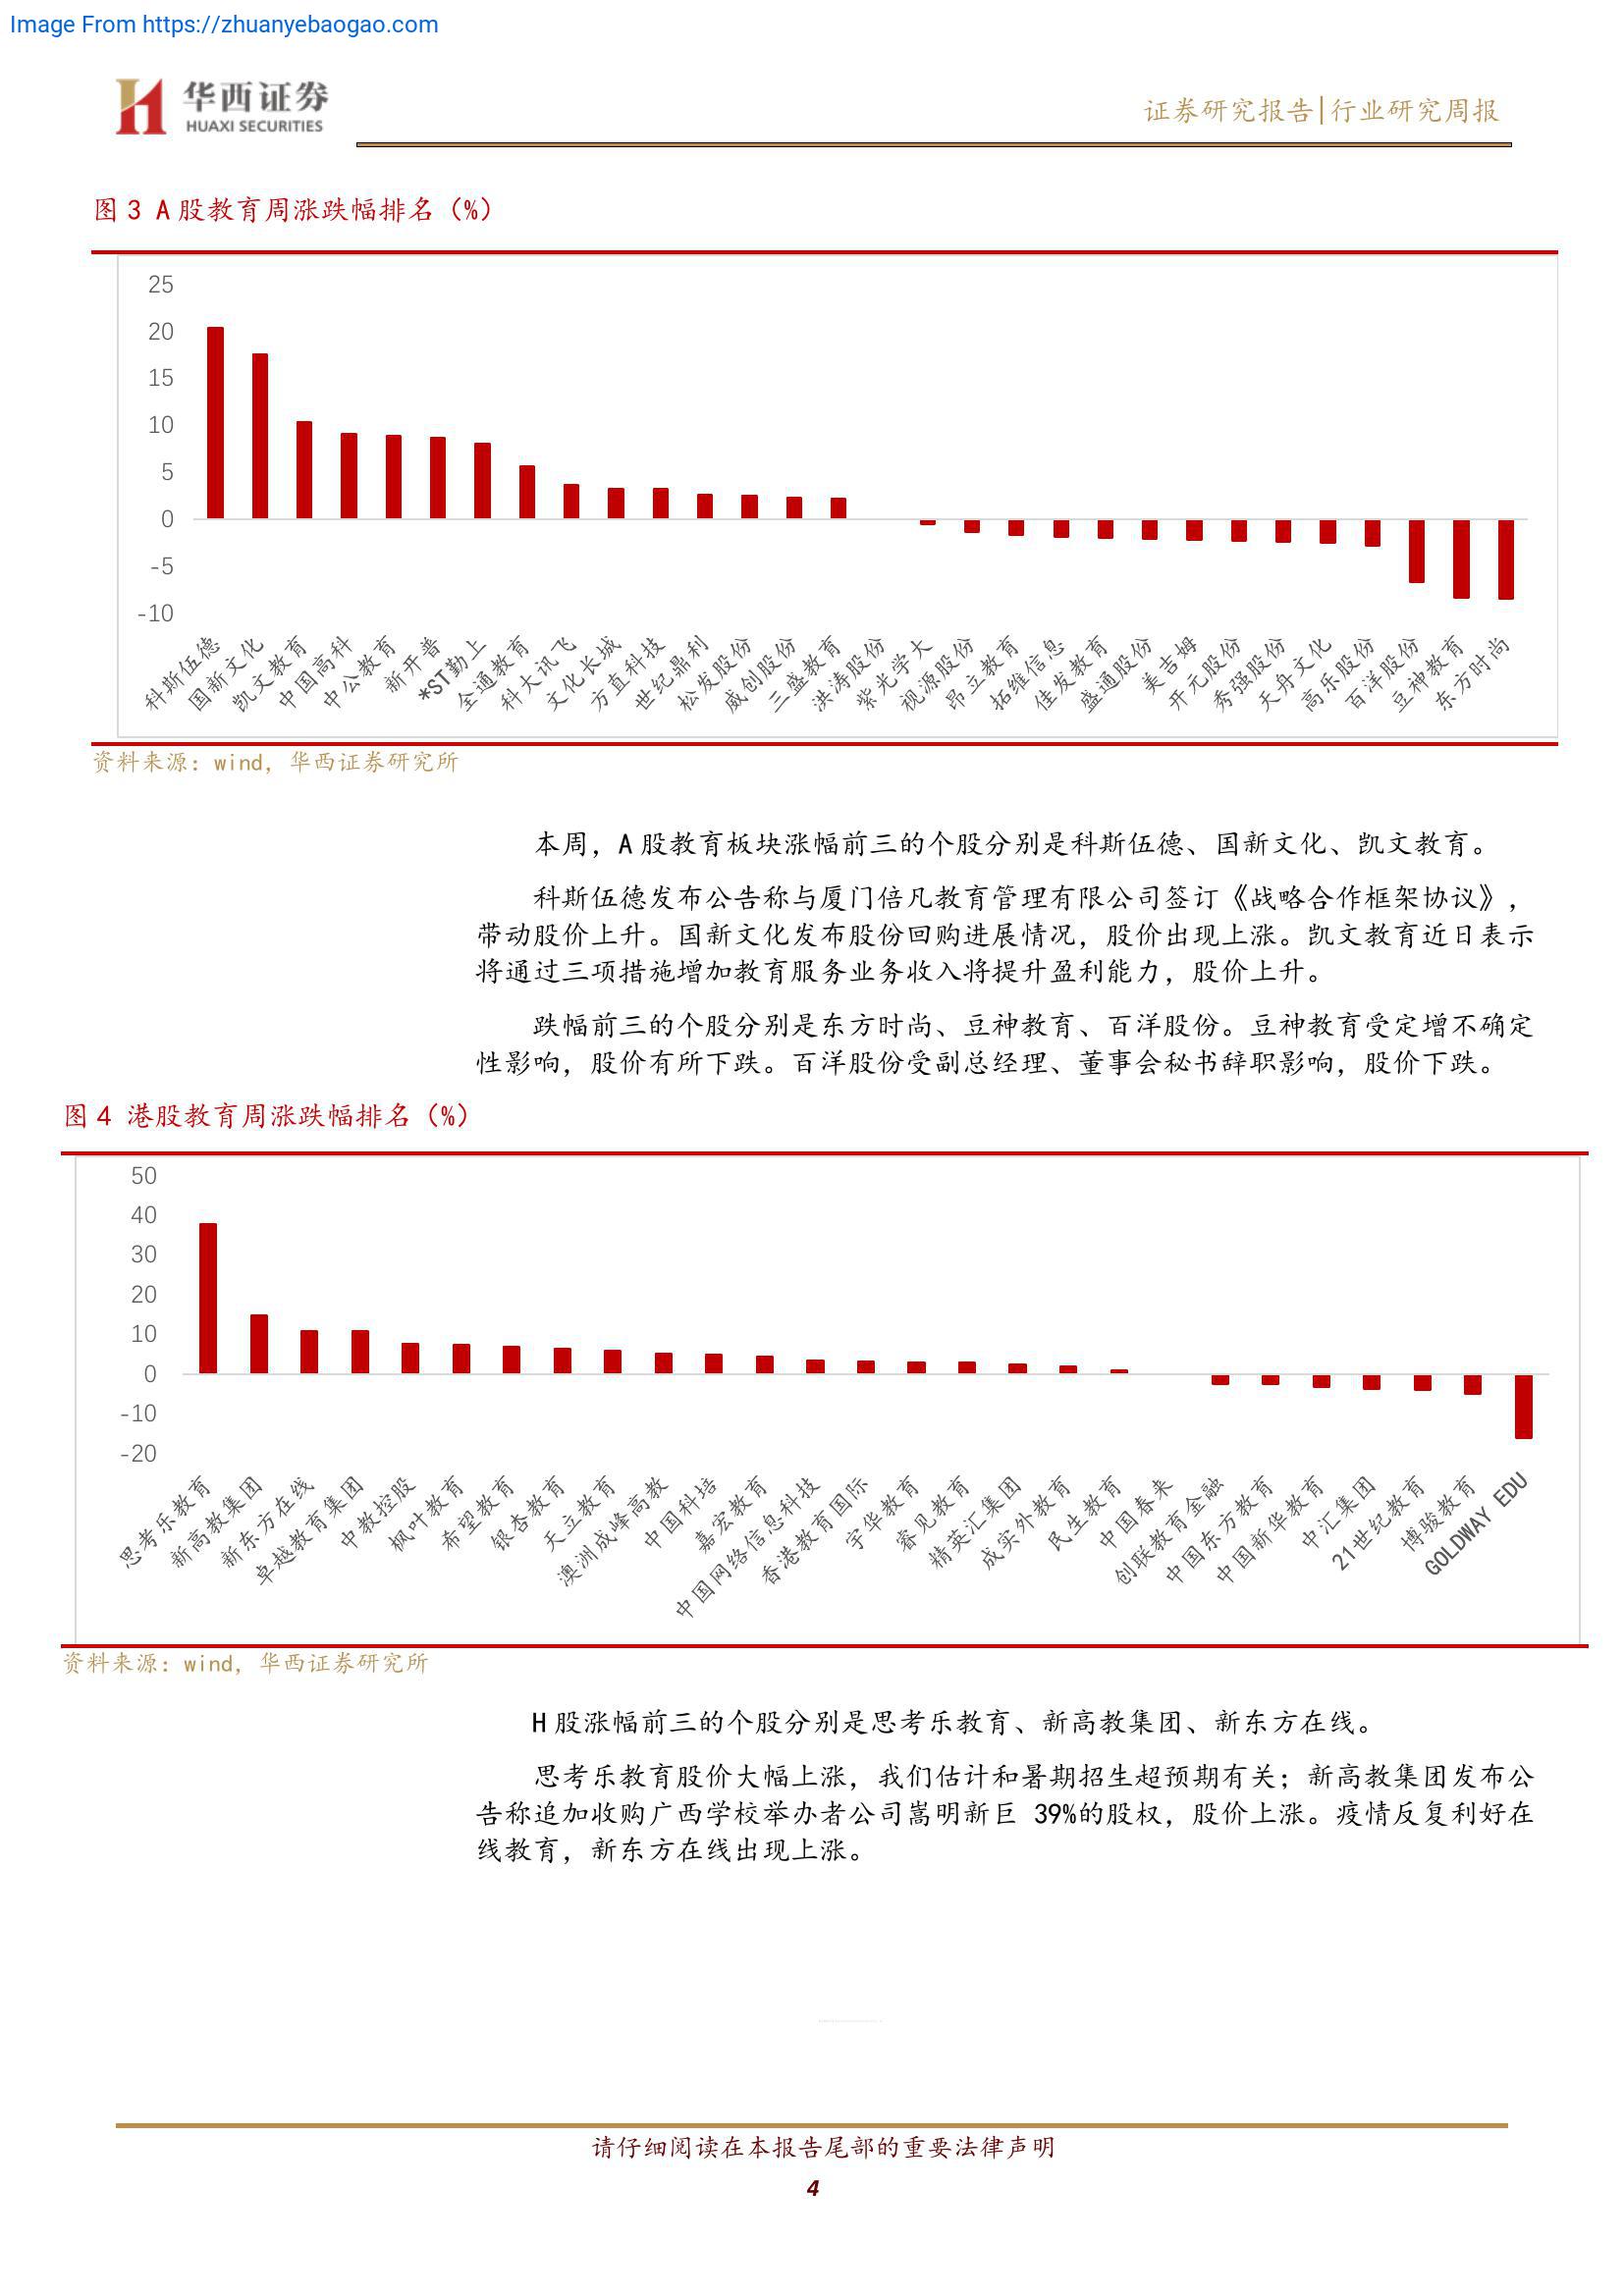 Image From https://zhuanyebaogao.com
华西证券
HUAXI SECURITIES
证券研究报告|行业研究周报
图 3 A 股教育周涨跌幅排名（%）
25
20
15
10
5
0
-5
-10
科斯伍德
国新文化
凯文教育
中国高科
中公教育
新开普
*ST勤上
全通教育
科大讯飞
文化长城
方直科技
世纪鼎利
松发股份
威创股份
三盛教育
洪涛股份
紫光学大
视源股份
昂立教育
拓维信息
佳发教育
盛通股份
美吉姆
开元股份
秀强股份
天舟文化
高乐股份
百洋股份
豆神教育
东方时尚
资料来源：wind，华西证券研究所
本周，A 股教育板块涨幅前三的个股分别是科斯伍德、国新文化、凯文教育。
科斯伍德发布公告称与厦门倍凡教育管理有限公司签订《战略合作框架协议》，
带动股价上升。国新文化发布股份回购进展情况，股价出现上涨。凯文教育近日表示
将通过三项措施增加教育服务业务收入将提升盈利能力，股价上升。
跌幅前三的个股分别是东方时尚、豆神教育、百洋股份。豆神教育受定增不确定
性影响，股价有所下跌。百洋股份受副总经理、董事会秘书辞职影响，股价下跌。
图 4 港股教育周涨跌幅排名（%）
50
40
30
20
10
0
-10
-20
思考乐教育
新高教集团
新东方在线
卓越教育集团
中教控股
枫叶教育
希望教育
银杏教育
天立教育
澳洲成峰高教
中国科培
嘉宏教育
中国网络信息科技
香港教育国际
宇华教育
睿见教育
精英汇集团
成实外教育
民生教育
中国春来
创联教育金融
中国东方教育
中国新华教育
中汇集团
21世纪教育
博骏教育
GOLDWAY EDU
资料来源：wind，华西证券研究所
H 股涨幅前三的个股分别是思考乐教育、新高教集团、新东方在线。
思考乐教育股价大幅上涨，我们估计和暑期招生超预期有关；新高教集团发布公
告称追加收购广西学校举办者公司嵩明新巨 39%的股权，股价上涨。疫情反复利好在
线教育，新东方在线出现上涨。
请仔细阅读在本报告尾部的重要法律声明
4